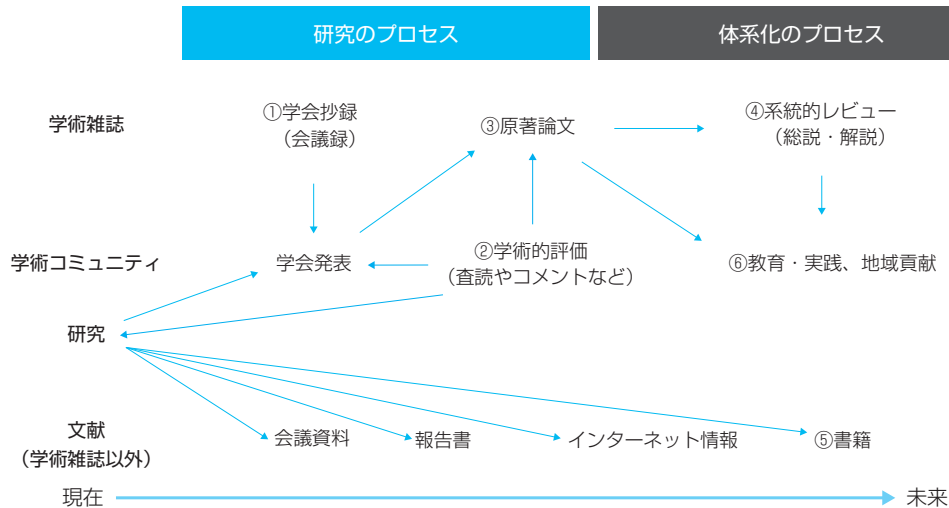 研究のプロセス
体系化のプロセス
学術雑誌
①学会抄録
（会議録）
③原著論文
④系統的レビュー
（総説・解説）
学術コミュニティ
学会発表
②学術的評価
（査読やコメントなど）
⑥教育・実践、地域貢献
研究
文献
（学術雑誌以外）
会議資料
報告書
インターネット情報
⑤書籍
現在
未来